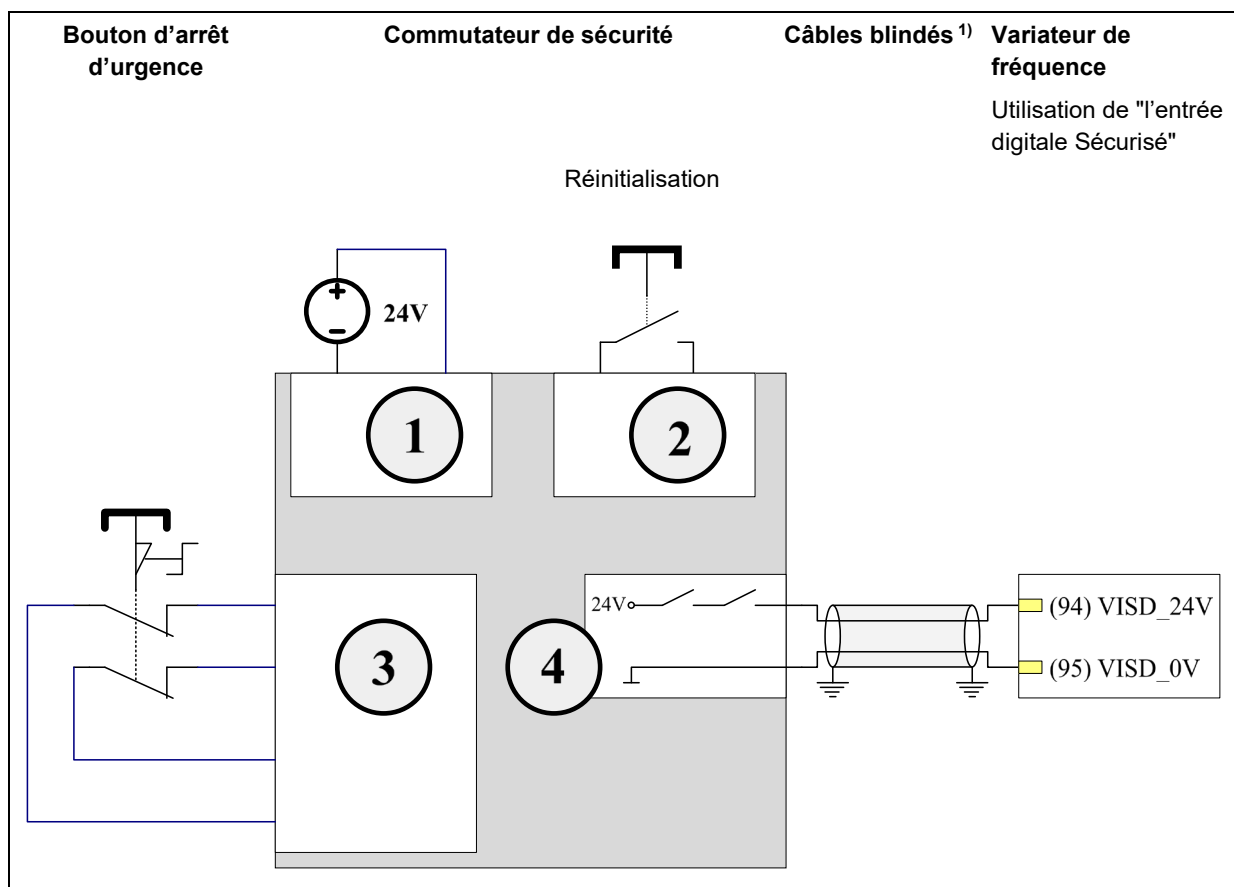 Bouton d’arrêt
d’urgence
Commutateur de sécurité
Câbles blindés 1)
Variateur de
fréquence
Utilisation de "l’entrée
digitale Sécurisé"
Réinitialisation
24V
1
2
3
4
24V
(94) VISD_24V
(95) VISD_0V